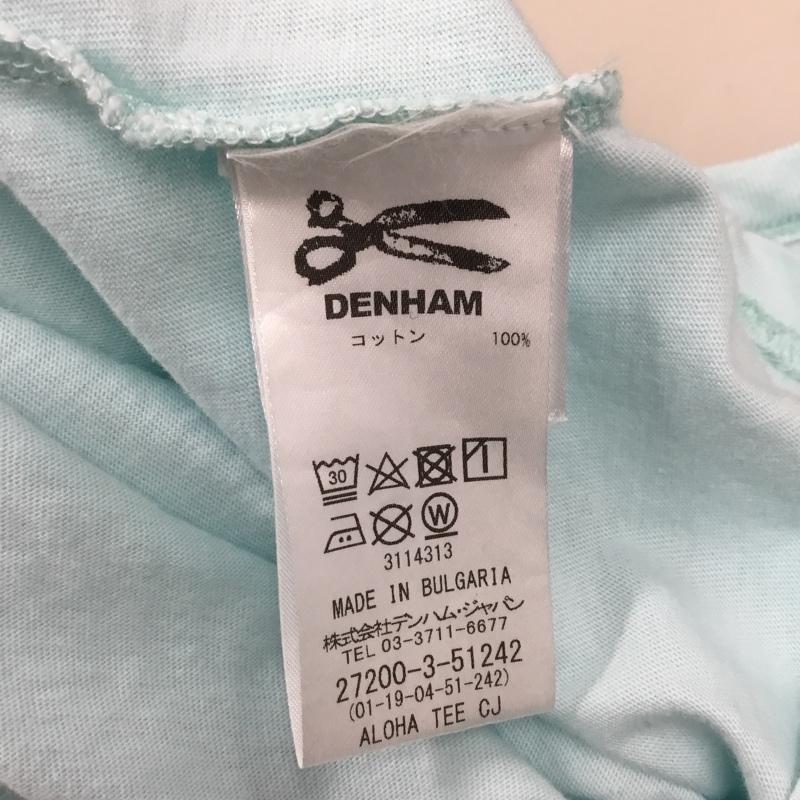 DENHAM
コットン 100%
30
W
3114313
MADE IN BULGARIA
株式会社デンハム・ジャパン
TEL 03-3711-6677
27200-3-51242
(01-19-04-51-242)
ALOHA TEE CJ